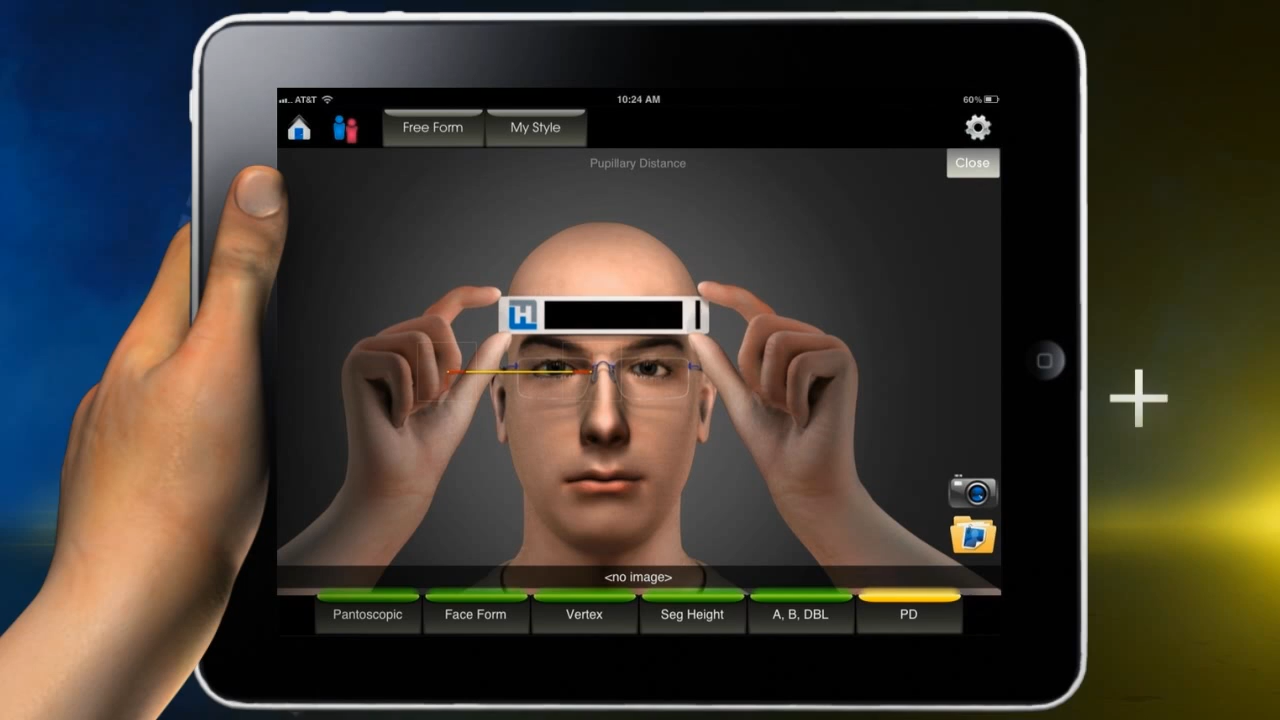 AT&T
10:24 AM
60%
Free Form
My Style
Pupillary Distance
Close
H
<no image>
Pantoscopic
Face Form
Vertex
Seg Height
A, B, DBL
PD